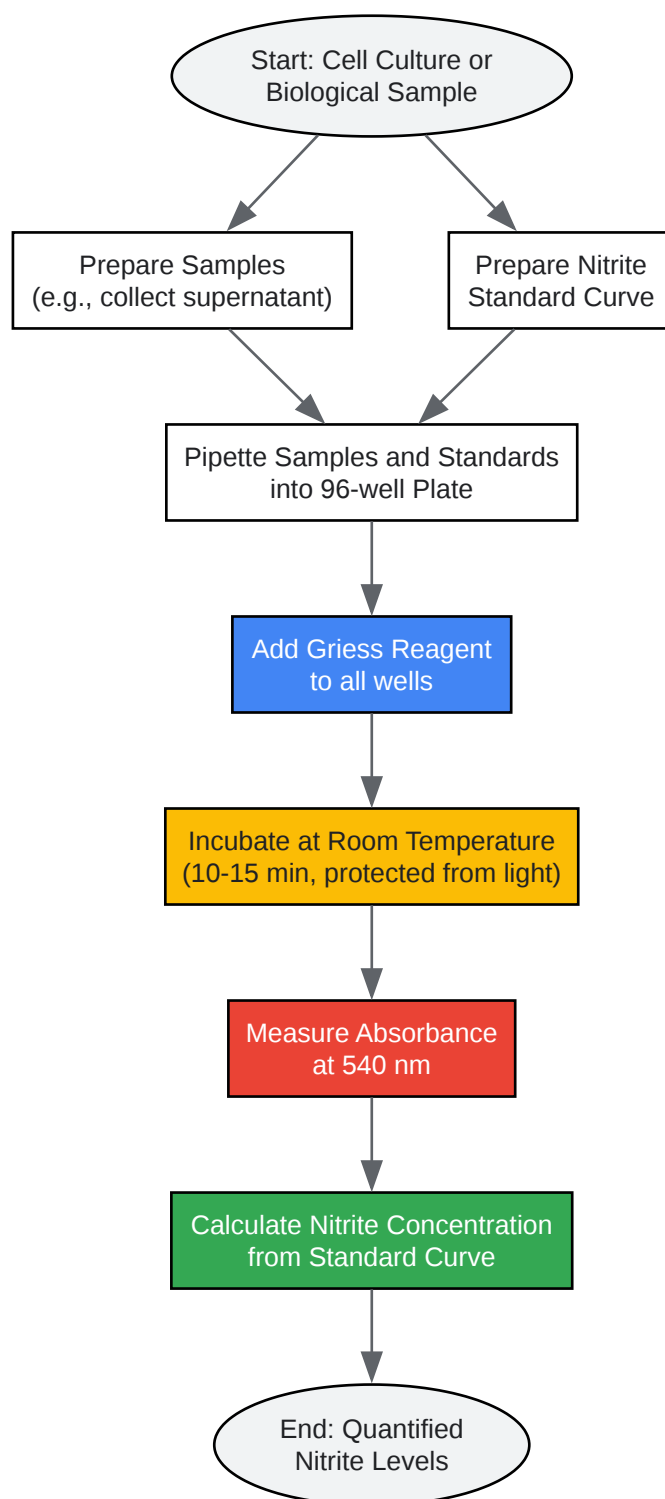 Start: Cell Culture or
Biological Sample
Prepare Samples
(e.g., collect supernatant)
Prepare Nitrite
Standard Curve
Pipette Samples and Standards
into 96-well Plate
Add Griess Reagent
to all wells
Incubate at Room Temperature
(10-15 min, protected from light)
Measure Absorbance
at 540 nm
Calculate Nitrite Concentration
from Standard Curve
End: Quantified
Nitrite Levels